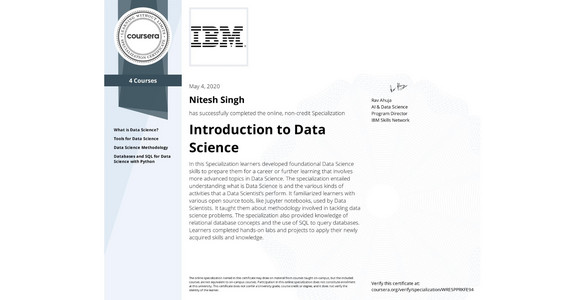 coursera
IBM
4 Courses
What is Data Science?
Tools for Data Science
Data Science Methodology
Databases and SQL for Data
Science with Python
May 4, 2020
Nitesh Singh
has successfully completed the online, non-credit Specialization
Introduction to Data
Science
In this Specialization learners developed foundational Data Science
skills to prepare them for a career or further learning that involves
more advanced topics in Data Science. The specialization entailed
understanding what is Data Science and the various kinds of
activities that a Data Scientist's perform. It familiarized learners with
various open source tools, like Jupyter notebooks, used by Data
Scientists. It taught them about methodology involved in tackling data
science problems. The specialization also provided knowledge of
relational database concepts and the use of SQL to query databases.
Learners completed hands-on labs and projects to apply their newly
acquired skills and knowledge.
Rav Ahuja
AI & Data Science
Program Director
IBM Skills Network
Verify this certificate at:
coursera.org/verify/specialization/